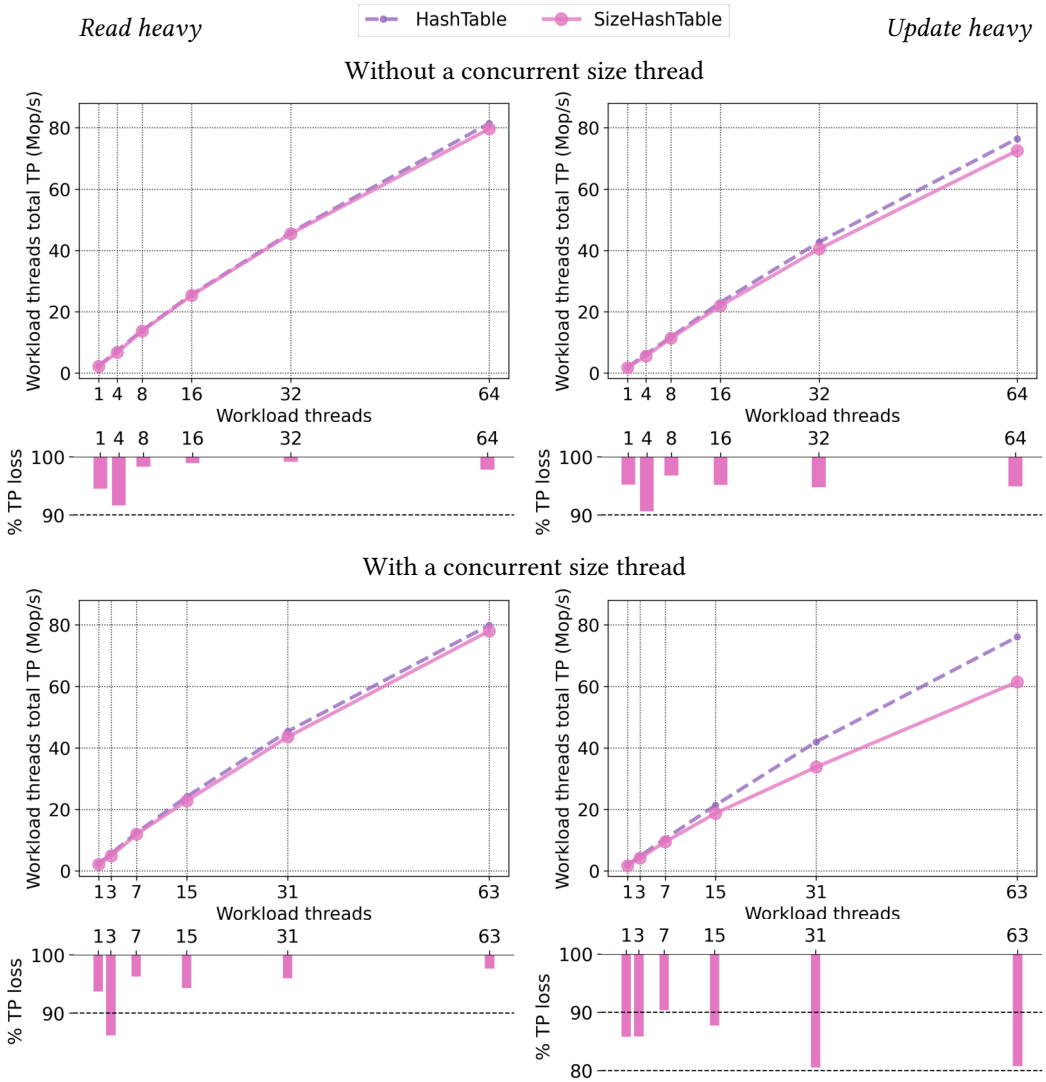 Read heavy
HashTable SizeHashTable
Update heavy
Without a concurrent size thread
Workload threads total TP (Mop/s)
80
60
40
20
0
1 4 8 16 32 64
Workload threads
1 4 8 16 32 64
% TP loss
100
90
Workload threads total TP (Mop/s)
80
60
40
20
0
1 4 8 16 32 64
Workload threads
1 4 8 16 32 64
% TP loss
100
90
With a concurrent size thread
Workload threads total TP (Mop/s)
80
60
40
20
0
1 3 7 15 31 63
Workload threads
1 3 7 15 31 63
% TP loss
100
90
Workload threads total TP (Mop/s)
80
60
40
20
0
1 3 7 15 31 63
Workload threads
1 3 7 15 31 63
% TP loss
100
90
80